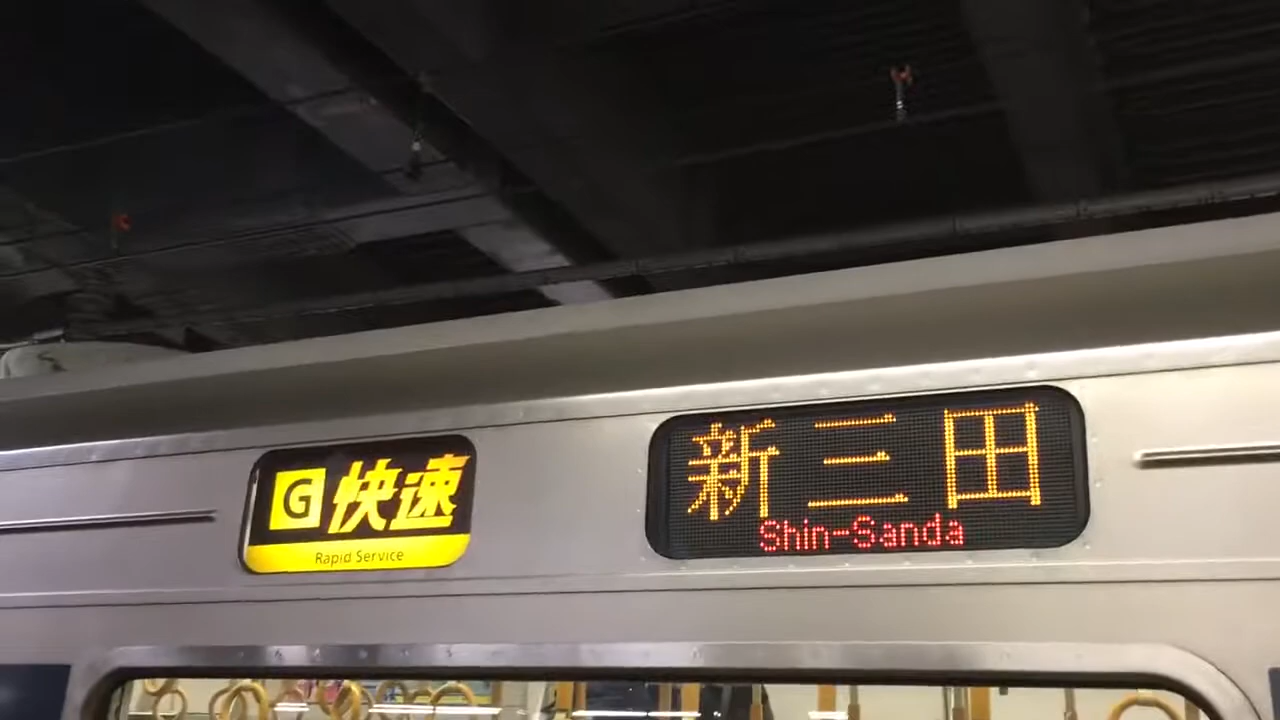 G 快速
Rapid Service
新三田
Shin-Sanda